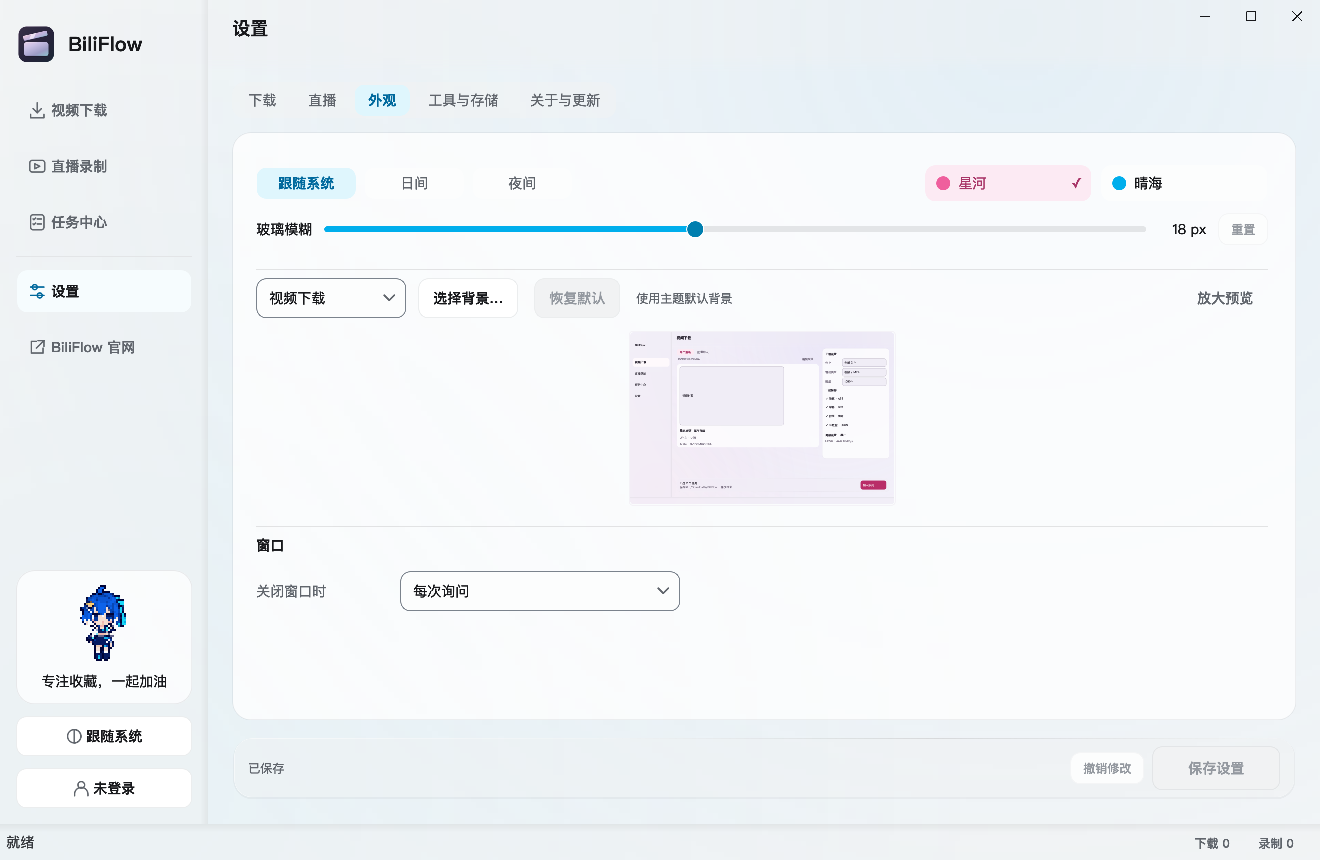 BiliFlow
视频下载
直播录制
任务中心
设置
BiliFlow 官网
专注收藏，一起加油
跟随系统
未登录
设置
下载 直播 外观 工具与存储 关于与更新
跟随系统 日间 夜间 星河 晴海
玻璃模糊 18 px 重置
视频下载 选择背景... 恢复默认 使用主题默认背景 放大预览
窗口
关闭窗口时 每次询问
已保存 撤销修改 保存设置
就绪 下载 0 录制 0